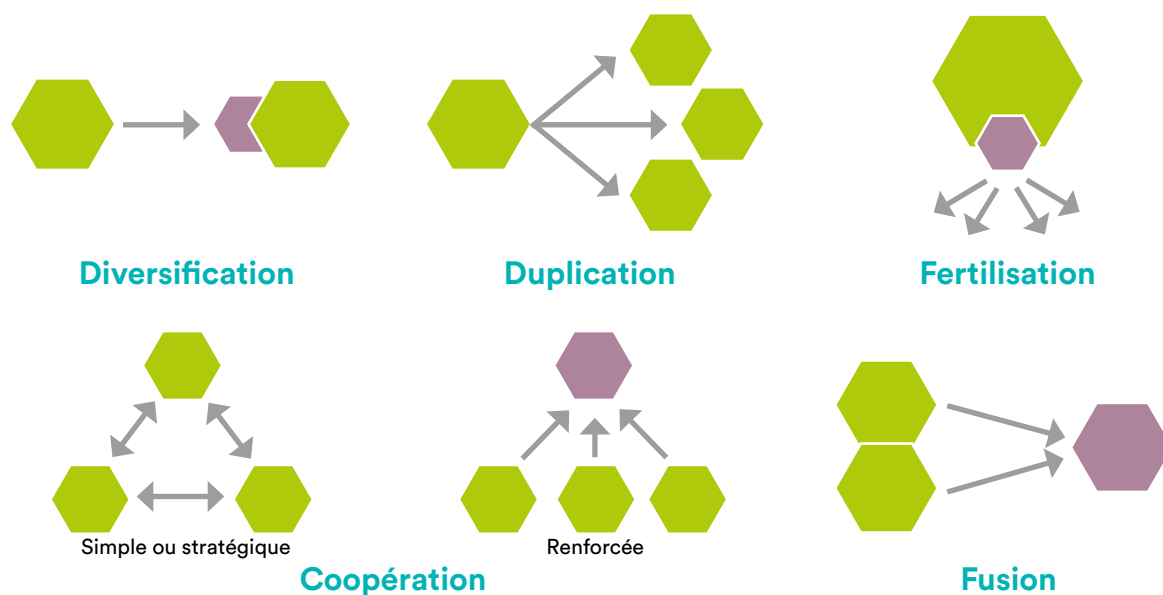 Diversification
Duplication
Fertilisation
Simple ou stratégique
Renforcée
Coopération
Fusion